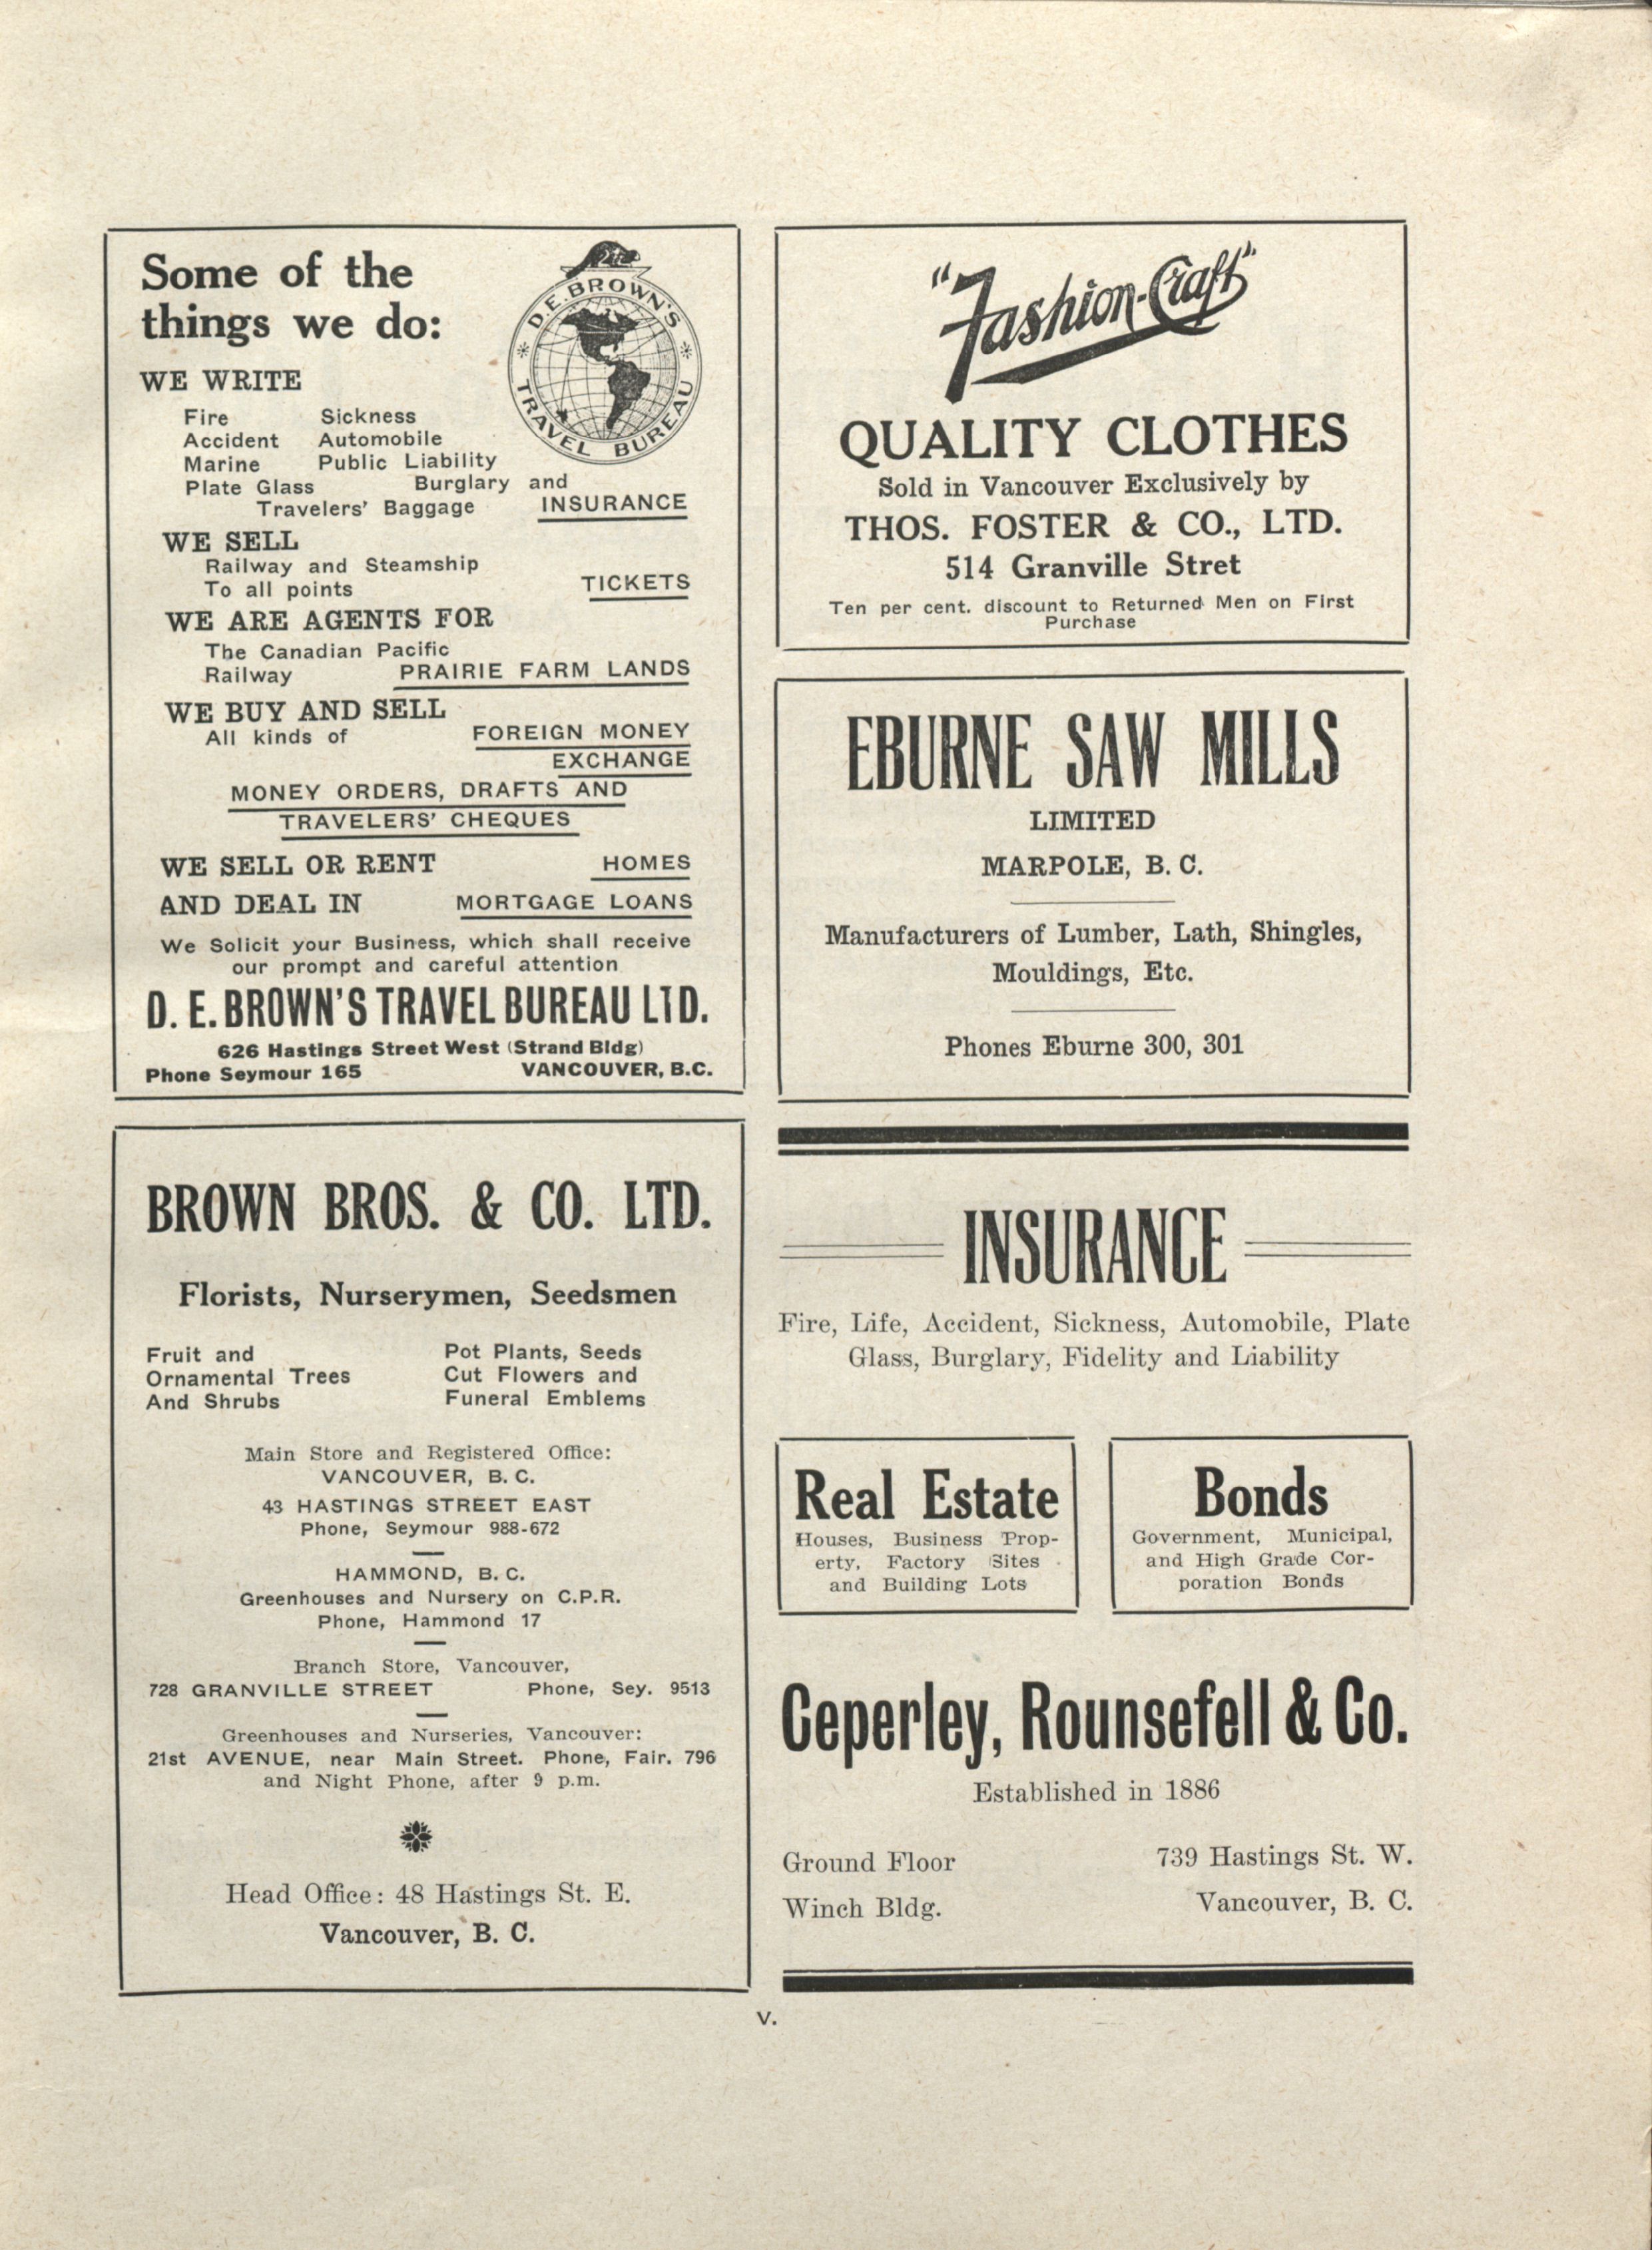 Some of the
things we do:
D. E. BROWN'S
TRAVEL BUREAU
WE WRITE
Fire Sickness
Accident Automobile
Marine Public Liability
Plate Glass Burglary and
Travelers' Baggage INSURANCE
WE SELL
Railway and Steamship
To all points TICKETS
WE ARE AGENTS FOR
The Canadian Pacific
Railway PRAIRIE FARM LANDS
WE BUY AND SELL
All kinds of FOREIGN MONEY
EXCHANGE
MONEY ORDERS, DRAFTS AND
TRAVELERS' CHEQUES
WE SELL OR RENT HOMES
AND DEAL IN MORTGAGE LOANS
We Solicit your Business, which shall receive
our prompt and careful attention
D. E. BROWN'S TRAVEL BUREAU LTD.
626 Hastings Street West (Strand Bldg)
Phone Seymour 165 VANCOUVER, B.C.
BROWN BROS. & CO. LTD.
Florists, Nurserymen, Seedsmen
Fruit and Pot Plants, Seeds
Ornamental Trees Cut Flowers and
And Shrubs Funeral Emblems
Main Store and Registered Office:
VANCOUVER, B. C.
43 HASTINGS STREET EAST
Phone, Seymour 988-672
HAMMOND, B. C.
Greenhouses and Nursery on C.P.R.
Phone, Hammond 17
Branch Store, Vancouver,
728 GRANVILLE STREET Phone, Sey. 9513
Greenhouses and Nurseries, Vancouver:
21st AVENUE, near Main Street. Phone, Fair. 796
and Night Phone, after 9 p.m.
Head Office: 48 Hastings St. E.
Vancouver, B. C.
"Fashion-Craft"
QUALITY CLOTHES
Sold in Vancouver Exclusively by
THOS. FOSTER & CO., LTD.
514 Granville Stret
Ten per cent. discount to Returned Men on First
Purchase
EBURNE SAW MILLS
LIMITED
MARPOLE, B. C.
Manufacturers of Lumber, Lath, Shingles,
Mouldings, Etc.
Phones Eburne 300, 301
INSURANCE
Fire, Life, Accident, Sickness, Automobile, Plate
Glass, Burglary, Fidelity and Liability
Real Estate
Houses, Business Prop-
erty, Factory Sites
and Building Lots
Bonds
Government, Municipal,
and High Grade Cor-
poration Bonds
Ceperley, Rounsefell & Co.
Established in 1886
Ground Floor 739 Hastings St. W.
Winch Bldg. Vancouver, B. C.
v.